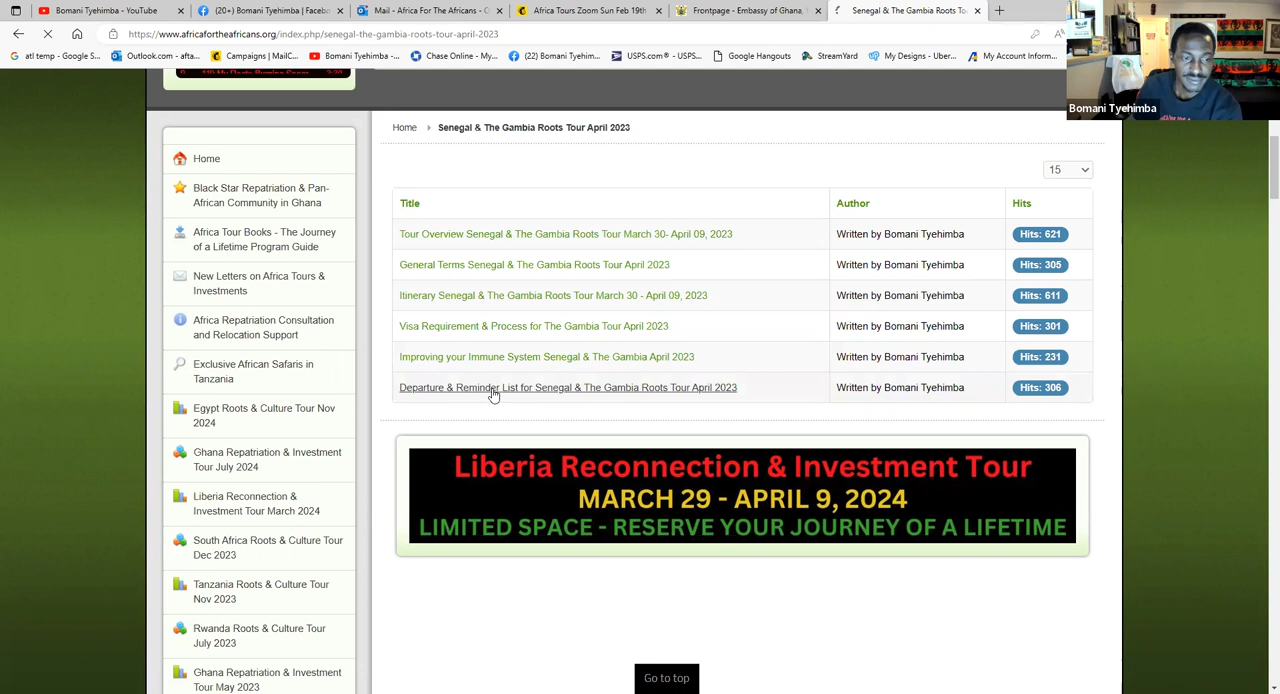 Bomani Tyehimba - YouTube
(20+) Bomani Tyehimba | Facebo
Mail - Africa For The Africans - O
Africa Tours Zoom Sun Feb 19th
Frontpage - Embassy of Ghana,
Senegal & The Gambia Roots To
https://www.africafortheafricans.org/index.php/senegal-the-gambia-roots-tour-april-2023
atl temp - Google S...
Outlook.com - afta...
Campaigns | MailC...
Bomani Tyehimba -...
Chase Online - My...
(22) Bomani Tyehim...
USPS.com® - USPS...
Google Hangouts
StreamYard
My Designs - Uber...
My Account Inform...
Bomani Tyehimba
Home
Senegal & The Gambia Roots Tour April 2023
15
Title
Author
Hits
Tour Overview Senegal & The Gambia Roots Tour March 30- April 09, 2023
Written by Bomani Tyehimba
Hits: 621
General Terms Senegal & The Gambia Roots Tour April 2023
Written by Bomani Tyehimba
Hits: 305
Itinerary Senegal & The Gambia Roots Tour March 30 - April 09, 2023
Written by Bomani Tyehimba
Hits: 611
Visa Requirement & Process for The Gambia Tour April 2023
Written by Bomani Tyehimba
Hits: 301
Improving your Immune System Senegal & The Gambia April 2023
Written by Bomani Tyehimba
Hits: 231
Departure & Reminder List for Senegal & The Gambia Roots Tour April 2023
Written by Bomani Tyehimba
Hits: 306
Liberia Reconnection & Investment Tour
MARCH 29 - APRIL 9, 2024
LIMITED SPACE - RESERVE YOUR JOURNEY OF A LIFETIME
Go to top
Home
Black Star Repatriation & Pan-
African Community in Ghana
Africa Tour Books - The Journey
of a Lifetime Program Guide
New Letters on Africa Tours &
Investments
Africa Repatriation Consultation
and Relocation Support
Exclusive African Safaris in
Tanzania
Egypt Roots & Culture Tour Nov
2024
Ghana Repatriation & Investment
Tour July 2024
Liberia Reconnection &
Investment Tour March 2024
South Africa Roots & Culture Tour
Dec 2023
Tanzania Roots & Culture Tour
Nov 2023
Rwanda Roots & Culture Tour
July 2023
Ghana Repatriation & Investment
Tour May 2023